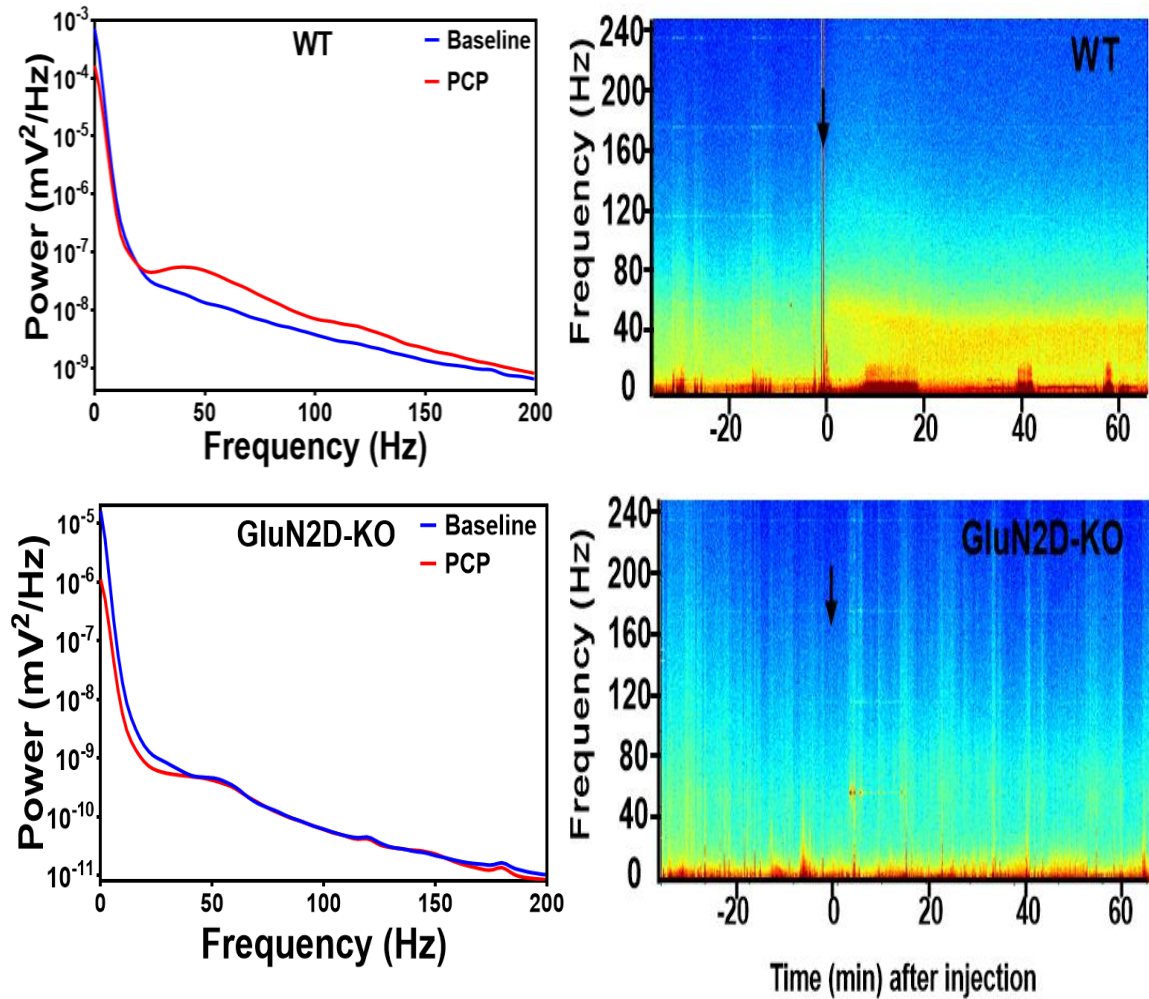 WT
Baseline
PCP
Power (mV²/Hz)
10⁻³
10⁻⁴
10⁻⁵
10⁻⁶
10⁻⁷
10⁻⁸
10⁻⁹
0 50 100 150 200
Frequency (Hz)
WT
Frequency (Hz)
240
200
160
120
80
40
0
-20 0 20 40 60
GluN2D-KO
Baseline
PCP
Power (mV²/Hz)
10⁻⁵
10⁻⁶
10⁻⁷
10⁻⁸
10⁻⁹
10⁻¹⁰
10⁻¹¹
0 50 100 150 200
Frequency (Hz)
GluN2D-KO
Frequency (Hz)
240
200
160
120
80
40
0
-20 0 20 40 60
Time (min) after injection